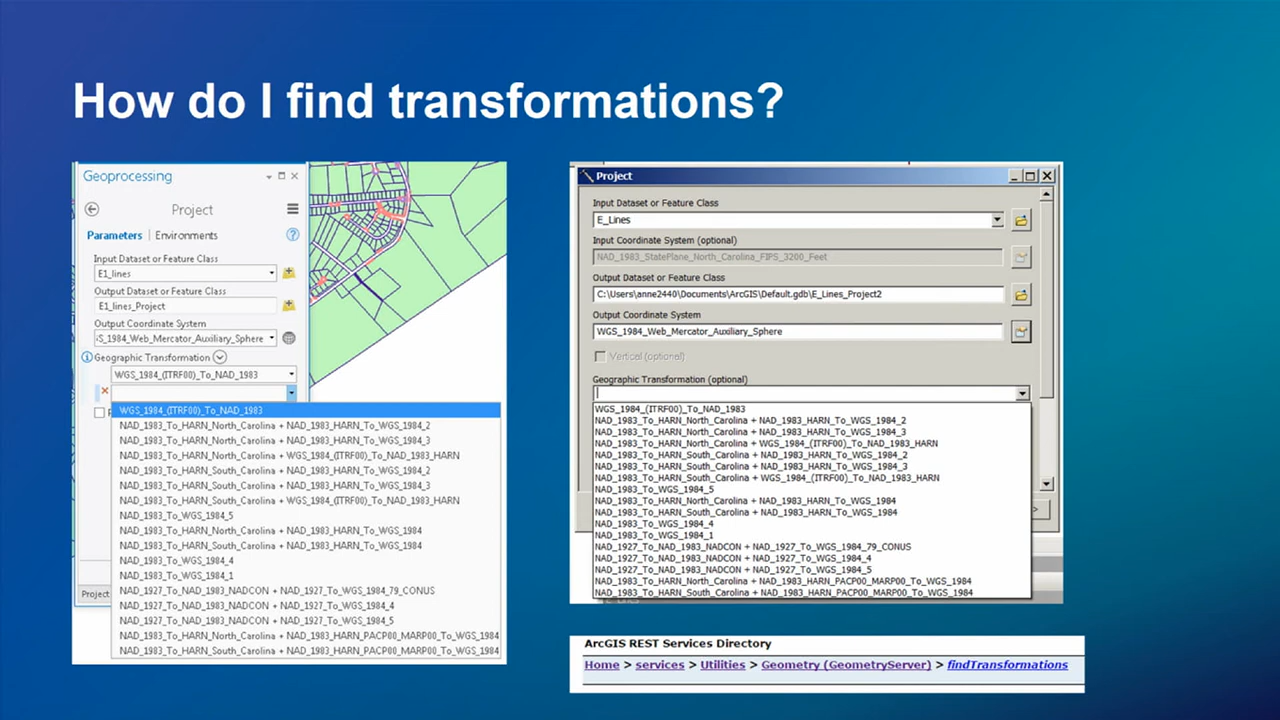 How do I find transformations?
Geoprocessing
Project
Parameters | Environments
Input Dataset or Feature Class
E1_lines
Output Dataset or Feature Class
E1_lines_Project
Output Coordinate System
iS_1984_Web_Mercator_Auxiliary_Sphere
Geographic Transformation
WGS_1984_(ITRF00)_To_NAD_1983
WGS_1984_(ITRF00)_To_NAD_1983
NAD_1983_To_HARN_North_Carolina + NAD_1983_HARN_To_WGS_1984_2
NAD_1983_To_HARN_North_Carolina + NAD_1983_HARN_To_WGS_1984_3
NAD_1983_To_HARN_North_Carolina + WGS_1984_(ITRF00)_To_NAD_1983_HARN
NAD_1983_To_HARN_South_Carolina + NAD_1983_HARN_To_WGS_1984_2
NAD_1983_To_HARN_South_Carolina + NAD_1983_HARN_To_WGS_1984_3
NAD_1983_To_HARN_South_Carolina + WGS_1984_(ITRF00)_To_NAD_1983_HARN
NAD_1983_To_WGS_1984_5
NAD_1983_To_HARN_North_Carolina + NAD_1983_HARN_To_WGS_1984
NAD_1983_To_HARN_South_Carolina + NAD_1983_HARN_To_WGS_1984
NAD_1983_To_WGS_1984_4
NAD_1983_To_WGS_1984_1
NAD_1927_To_NAD_1983_NADCON + NAD_1927_To_WGS_1984_79_CONUS
NAD_1927_To_NAD_1983_NADCON + NAD_1927_To_WGS_1984_4
NAD_1927_To_NAD_1983_NADCON + NAD_1927_To_WGS_1984_5
NAD_1983_To_HARN_North_Carolina + NAD_1983_HARN_PACP00_MARP00_To_WGS_1984
NAD_1983_To_HARN_South_Carolina + NAD_1983_HARN_PACP00_MARP00_To_WGS_1984
Project
Project
Input Dataset or Feature Class
E_Lines
Input Coordinate System (optional)
NAD_1983_StatePlane_North_Carolina_FIPS_3200_Feet
Output Dataset or Feature Class
C:\Users\anne2440\Documents\ArcGIS\Default.gdb\E_Lines_Project2
Output Coordinate System
WGS_1984_Web_Mercator_Auxiliary_Sphere
Vertical (optional)
Geographic Transformation (optional)
WGS_1984_(ITRF00)_To_NAD_1983
NAD_1983_To_HARN_North_Carolina + NAD_1983_HARN_To_WGS_1984_2
NAD_1983_To_HARN_North_Carolina + NAD_1983_HARN_To_WGS_1984_3
NAD_1983_To_HARN_North_Carolina + WGS_1984_(ITRF00)_To_NAD_1983_HARN
NAD_1983_To_HARN_South_Carolina + NAD_1983_HARN_To_WGS_1984_2
NAD_1983_To_HARN_South_Carolina + NAD_1983_HARN_To_WGS_1984_3
NAD_1983_To_HARN_South_Carolina + WGS_1984_(ITRF00)_To_NAD_1983_HARN
NAD_1983_To_WGS_1984_5
NAD_1983_To_HARN_North_Carolina + NAD_1983_HARN_To_WGS_1984
NAD_1983_To_HARN_South_Carolina + NAD_1983_HARN_To_WGS_1984
NAD_1983_To_WGS_1984_4
NAD_1983_To_WGS_1984_1
NAD_1927_To_NAD_1983_NADCON + NAD_1927_To_WGS_1984_79_CONUS
NAD_1927_To_NAD_1983_NADCON + NAD_1927_To_WGS_1984_4
NAD_1927_To_NAD_1983_NADCON + NAD_1927_To_WGS_1984_5
NAD_1983_To_HARN_North_Carolina + NAD_1983_HARN_PACP00_MARP00_To_WGS_1984
NAD_1983_To_HARN_South_Carolina + NAD_1983_HARN_PACP00_MARP00_To_WGS_1984
ArcGIS REST Services Directory
Home > services > Utilities > Geometry (GeometryServer) > findTransformations